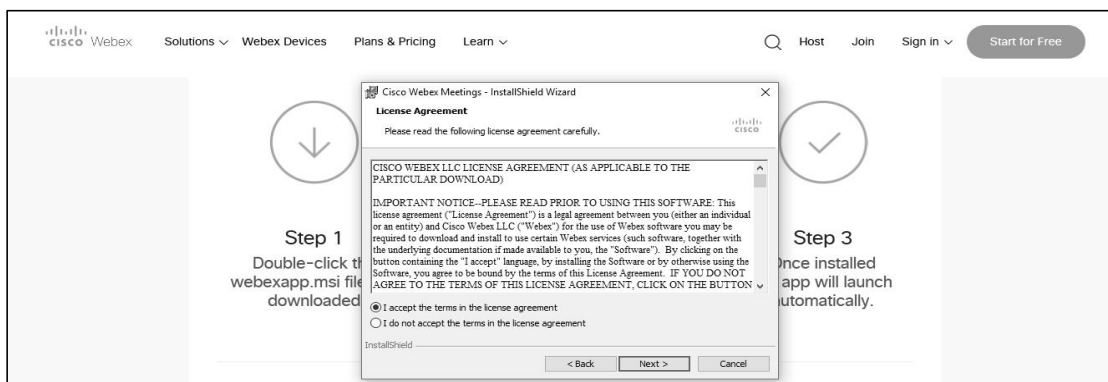 CISCO Webex
Solutions Webex Devices Plans & Pricing Learn Host Join Sign in Start for Free
Cisco Webex Meetings - InstallShield Wizard
License Agreement
Please read the following license agreement carefully.
CISCO
CISCO WEBEX LLC LICENSE AGREEMENT (AS APPLICABLE TO THE
PARTICULAR DOWNLOAD)
IMPORTANT NOTICE--PLEASE READ PRIOR TO USING THIS SOFTWARE: This
license agreement ("License Agreement") is a legal agreement between you (either an individual
or an entity) and Cisco Webex LLC ("Webex") for the use of Webex software you may be
required to download and install to use certain Webex services (such software, together with
the underlying documentation if made available to you, the "Software"). By clicking on the
button containing the "I accept" language, by installing the Software or by otherwise using the
Software, you agree to be bound by the terms of this License Agreement. IF YOU DO NOT
AGREE TO THE TERMS OF THIS LICENSE AGREEMENT, CLICK ON THE BUTTON
I accept the terms in the license agreement
I do not accept the terms in the license agreement
InstallShield
< Back Next > Cancel
Step 1
Double-click
webexapp.msi file
downloaded
Step 3
Once installed
app will launch
automatically.